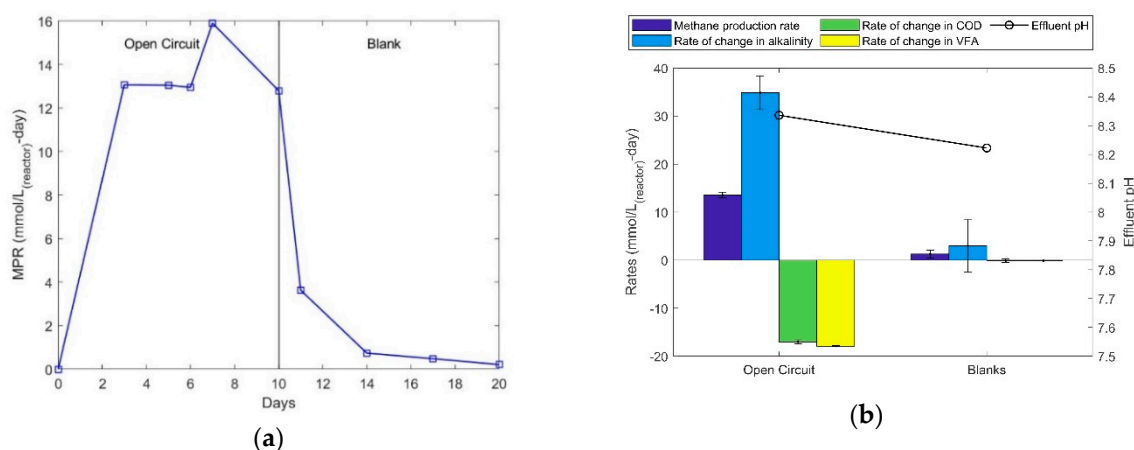 16
14
12
10
8
6
4
2
0
MPR (mmol/L(reactor)-day)
Open Circuit
Blank
0 2 4 6 8 10 12 14 16 18 20
Days
(a)
Methane production rate
Rate of change in alkalinity
Rate of change in COD
Rate of change in VFA
Effluent pH
40
30
20
10
0
-10
-20
Rates (mmol/L(reactor)-day)
8.5
8.4
8.3
8.2
8.06
8
7.85
7.8
7.7
7.6
7.5
Effluent pH
Open Circuit Blanks
(b)